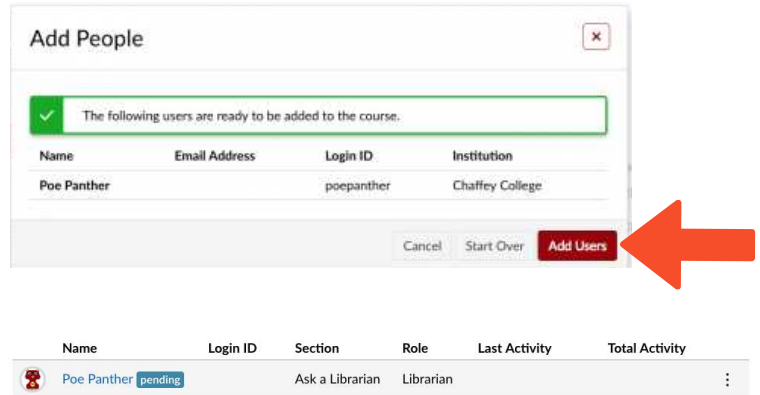 Add People
The following users are ready to be added to the course.
Name Email Address Login ID Institution
Poe Panther poepanther Chaffey College
Cancel Start Over Add Users
Name Login ID Section Role Last Activity Total Activity
Poe Panther pending Ask a Librarian Librarian